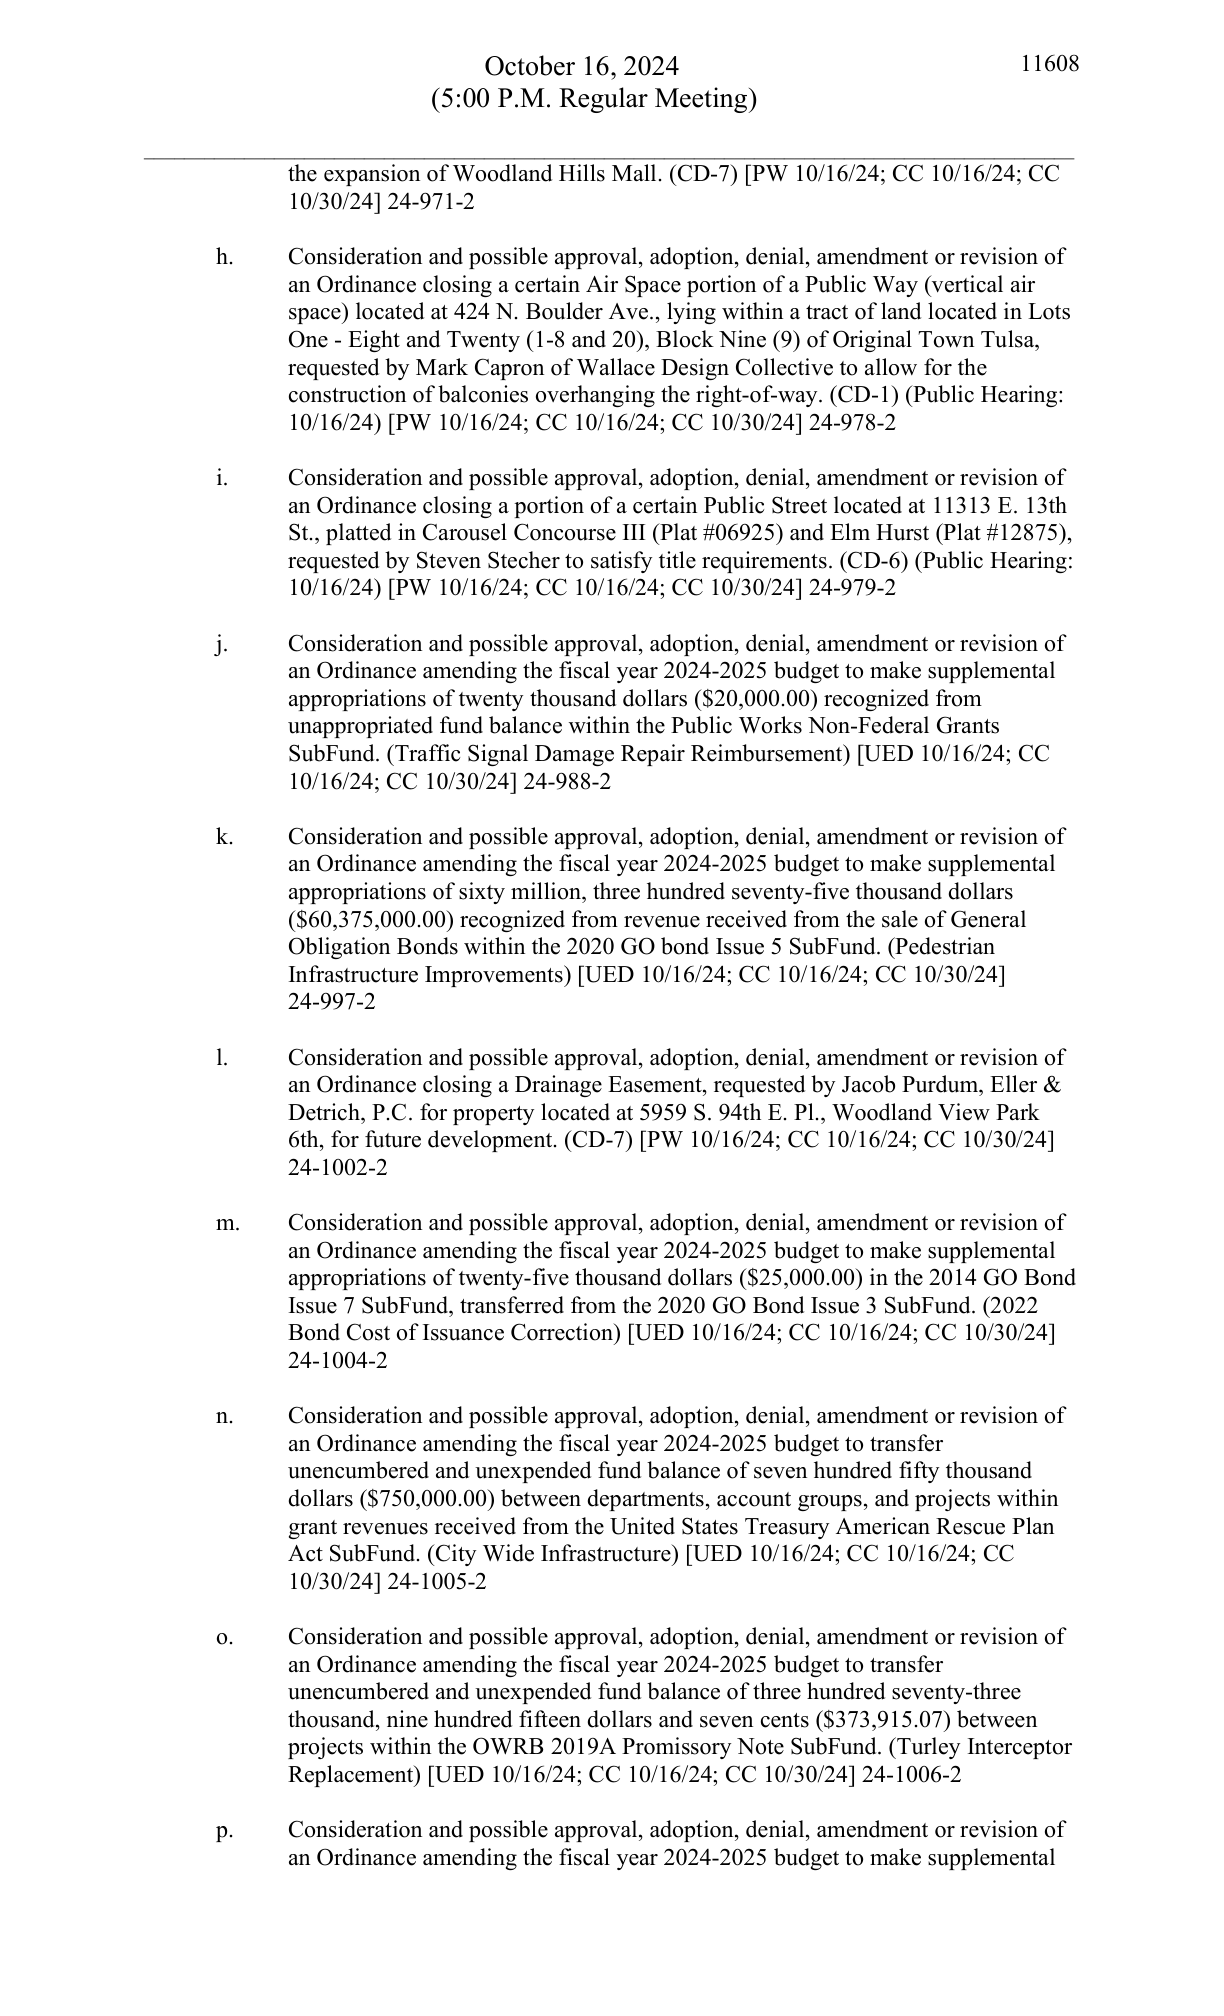 October 16, 2024
11608
(5:00 P.M. Regular Meeting)
the expansion of Woodland Hills Mall. (CD-7) [PW 10/16/24; CC 10/16/24; CC
10/30/24] 24-971-2
h. Consideration and possible approval, adoption, denial, amendment or revision of
an Ordinance closing a certain Air Space portion of a Public Way (vertical air
space) located at 424 N. Boulder Ave., lying within a tract of land located in Lots
One - Eight and Twenty (1-8 and 20), Block Nine (9) of Original Town Tulsa,
requested by Mark Capron of Wallace Design Collective to allow for the
construction of balconies overhanging the right-of-way. (CD-1) (Public Hearing:
10/16/24) [PW 10/16/24; CC 10/16/24; CC 10/30/24] 24-978-2
i. Consideration and possible approval, adoption, denial, amendment or revision of
an Ordinance closing a portion of a certain Public Street located at 11313 E. 13th
St., platted in Carousel Concourse III (Plat #06925) and Elm Hurst (Plat #12875),
requested by Steven Stecher to satisfy title requirements. (CD-6) (Public Hearing:
10/16/24) [PW 10/16/24; CC 10/16/24; CC 10/30/24] 24-979-2
j. Consideration and possible approval, adoption, denial, amendment or revision of
an Ordinance amending the fiscal year 2024-2025 budget to make supplemental
appropriations of twenty thousand dollars ($20,000.00) recognized from
unappropriated fund balance within the Public Works Non-Federal Grants
SubFund. (Traffic Signal Damage Repair Reimbursement) [UED 10/16/24; CC
10/16/24; CC 10/30/24] 24-988-2
k. Consideration and possible approval, adoption, denial, amendment or revision of
an Ordinance amending the fiscal year 2024-2025 budget to make supplemental
appropriations of sixty million, three hundred seventy-five thousand dollars
($60,375,000.00) recognized from revenue received from the sale of General
Obligation Bonds within the 2020 GO bond Issue 5 SubFund. (Pedestrian
Infrastructure Improvements) [UED 10/16/24; CC 10/16/24; CC 10/30/24]
24-997-2
l. Consideration and possible approval, adoption, denial, amendment or revision of
an Ordinance closing a Drainage Easement, requested by Jacob Purdum, Eller &
Detrich, P.C. for property located at 5959 S. 94th E. Pl., Woodland View Park
6th, for future development. (CD-7) [PW 10/16/24; CC 10/16/24; CC 10/30/24]
24-1002-2
m. Consideration and possible approval, adoption, denial, amendment or revision of
an Ordinance amending the fiscal year 2024-2025 budget to make supplemental
appropriations of twenty-five thousand dollars ($25,000.00) in the 2014 GO Bond
Issue 7 SubFund, transferred from the 2020 GO Bond Issue 3 SubFund. (2022
Bond Cost of Issuance Correction) [UED 10/16/24; CC 10/16/24; CC 10/30/24]
24-1004-2
n. Consideration and possible approval, adoption, denial, amendment or revision of
an Ordinance amending the fiscal year 2024-2025 budget to transfer
unencumbered and unexpended fund balance of seven hundred fifty thousand
dollars ($750,000.00) between departments, account groups, and projects within
grant revenues received from the United States Treasury American Rescue Plan
Act SubFund. (City Wide Infrastructure) [UED 10/16/24; CC 10/16/24; CC
10/30/24] 24-1005-2
o. Consideration and possible approval, adoption, denial, amendment or revision of
an Ordinance amending the fiscal year 2024-2025 budget to transfer
unencumbered and unexpended fund balance of three hundred seventy-three
thousand, nine hundred fifteen dollars and seven cents ($373,915.07) between
projects within the OWRB 2019A Promissory Note SubFund. (Turley Interceptor
Replacement) [UED 10/16/24; CC 10/16/24; CC 10/30/24] 24-1006-2
p. Consideration and possible approval, adoption, denial, amendment or revision of
an Ordinance amending the fiscal year 2024-2025 budget to make supplemental